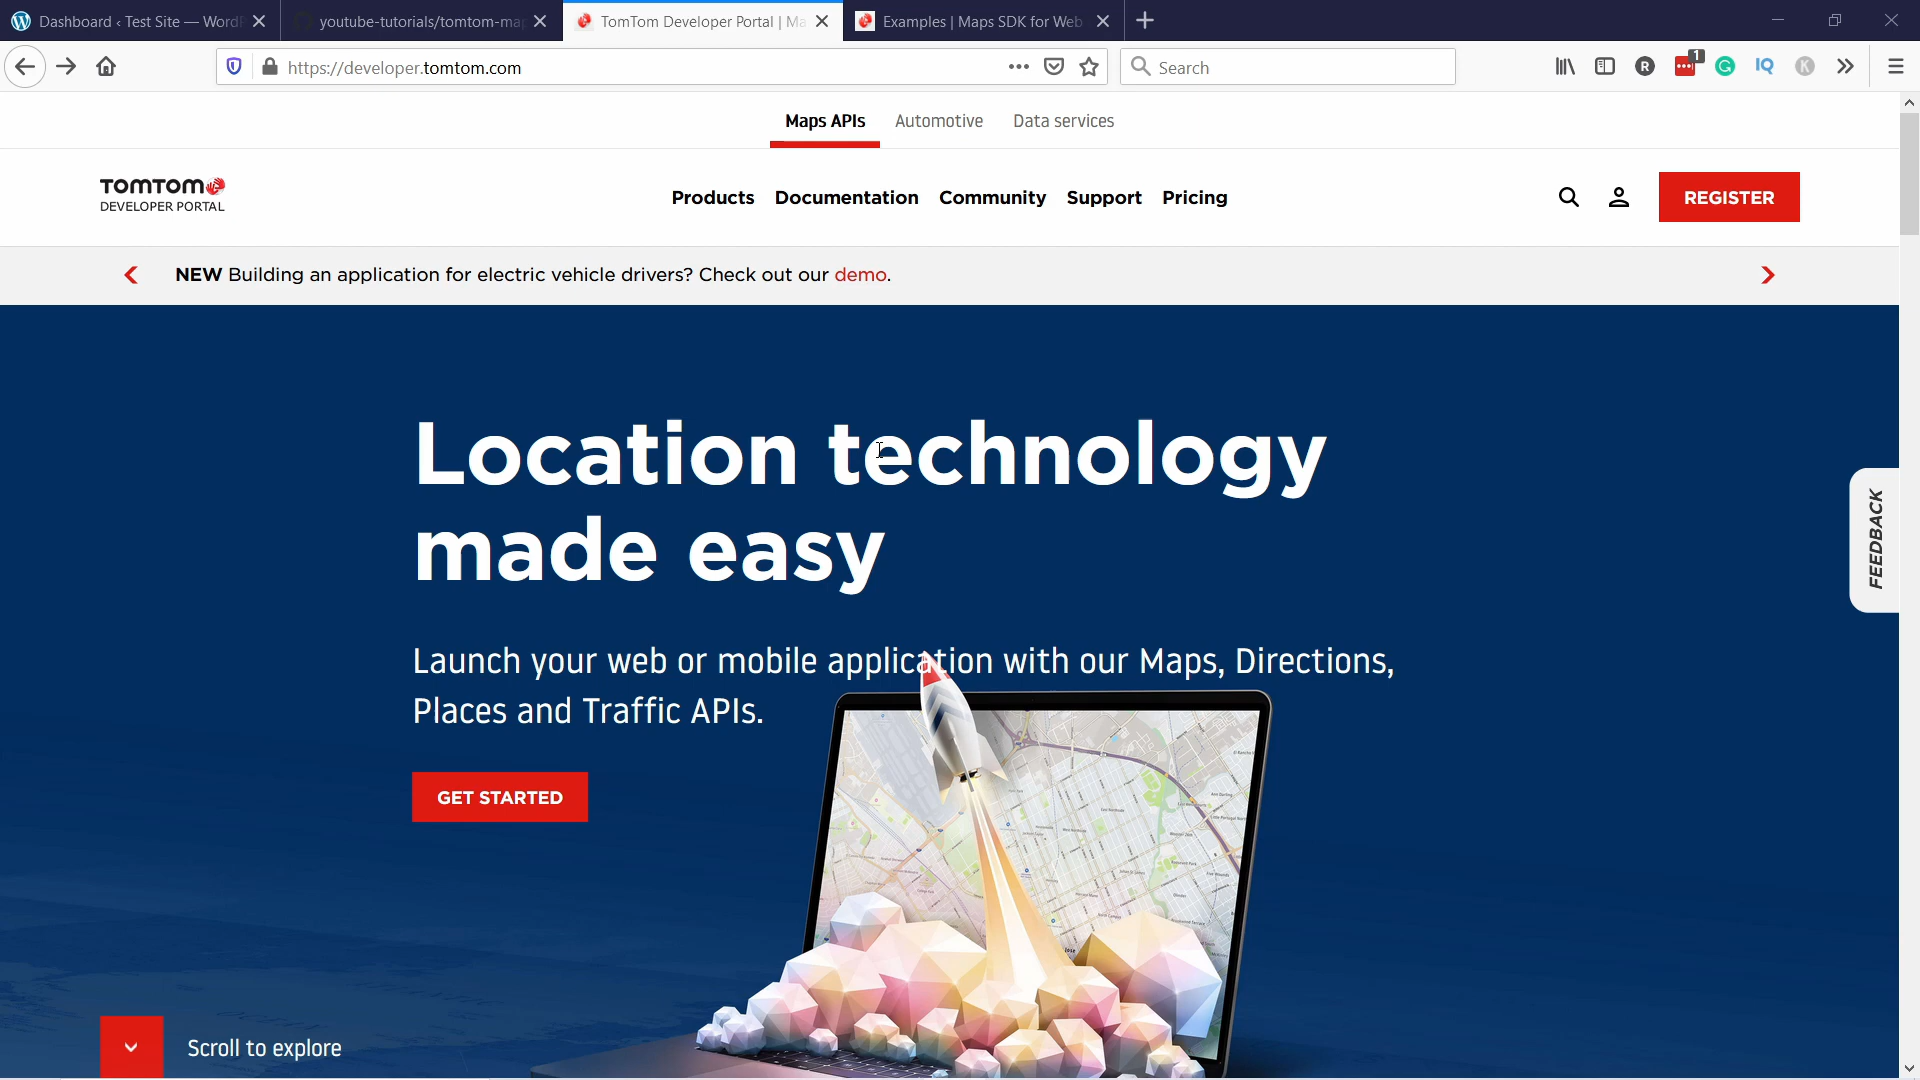 Dashboard ‹ Test Site — WordP
youtube-tutorials/tomtom-map
TomTom Developer Portal | Ma
Examples | Maps SDK for Web
https://developer.tomtom.com
Search
1
Maps APIs
Automotive
Data services
TOMTOM
DEVELOPER PORTAL
Products
Documentation
Community
Support
Pricing
REGISTER
NEW Building an application for electric vehicle drivers? Check out our demo.
Location technology
made easy
Launch your web or mobile application with our Maps, Directions,
Places and Traffic APIs.
GET STARTED
FEEDBACK
Scroll to explore